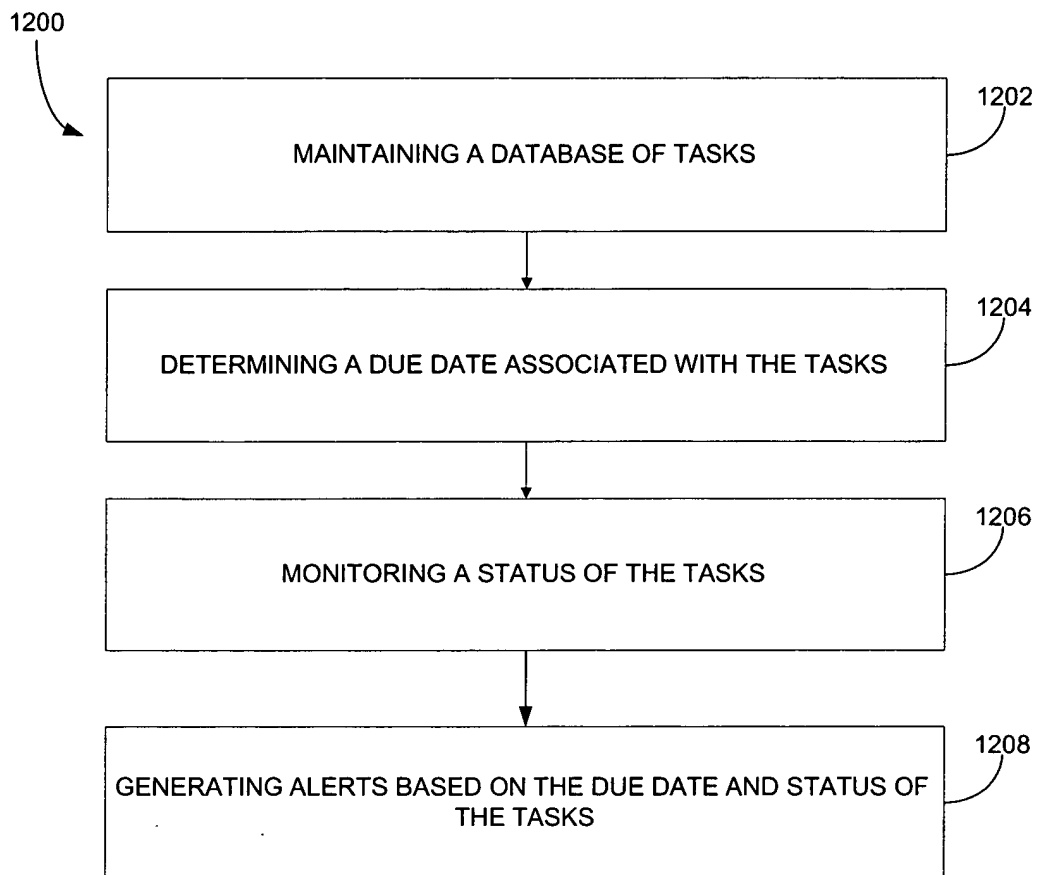 1200
1202
MAINTAINING A DATABASE OF TASKS
1204
DETERMINING A DUE DATE ASSOCIATED WITH THE TASKS
1206
MONITORING A STATUS OF THE TASKS
1208
GENERATING ALERTS BASED ON THE DUE DATE AND STATUS OF
THE TASKS